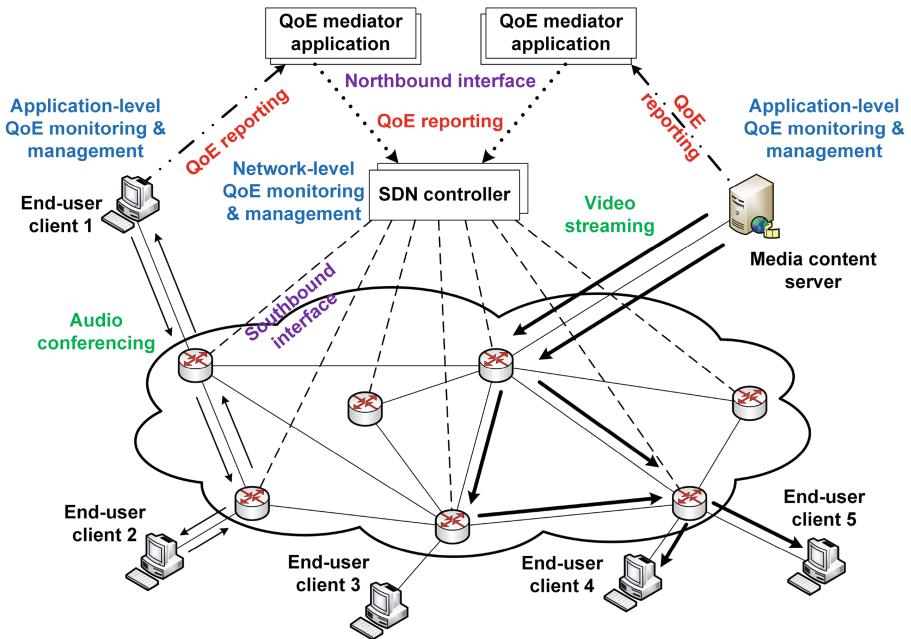 QoE mediator
application
QoE mediator
application
Northbound interface
Application-level
QoE monitoring &
management
QoE reporting
QoE reporting
QoE
reporting
Application-level
QoE monitoring &
management
Network-level
QoE monitoring
& management
SDN controller
End-user
client 1
Video
streaming
Media content
server
Southbound
interface
Audio
conferencing
End-user
client 2
End-user
client 3
End-user
client 4
End-user
client 5